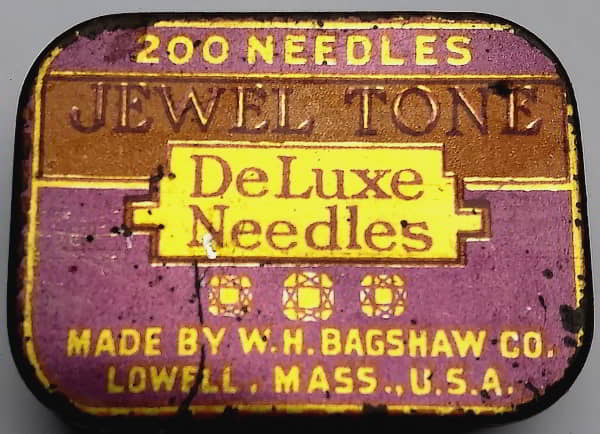 200 NEEDLES
JEWEL TONE
DeLuxe
Needles
MADE BY W.H. BAGSHAW CO.
LOWELL, MASS., U.S.A.